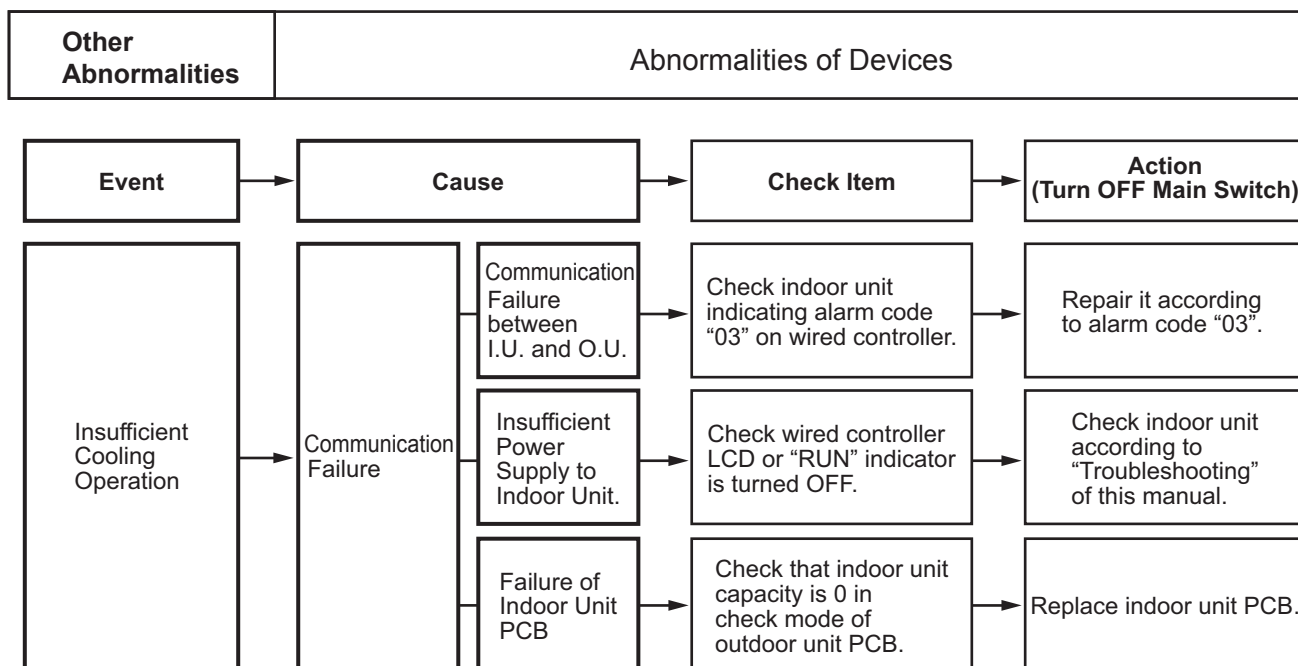 Other
Abnormalities
Abnormalities of Devices
Event
Cause
Check Item
Action
(Turn OFF Main Switch)
Insufficient
Cooling
Operation
Communication
Failure
Communication
Failure
between
I.U. and O.U.
Check indoor unit
indicating alarm code
“03” on wired controller.
Repair it according
to alarm code “03”.
Insufficient
Power
Supply to
Indoor Unit.
Check wired controller
LCD or “RUN” indicator
is turned OFF.
Check indoor unit
according to
“Troubleshooting”
of this manual.
Failure of
Indoor Unit
PCB
Check that indoor unit
capacity is 0 in
check mode of
outdoor unit PCB.
Replace indoor unit PCB.